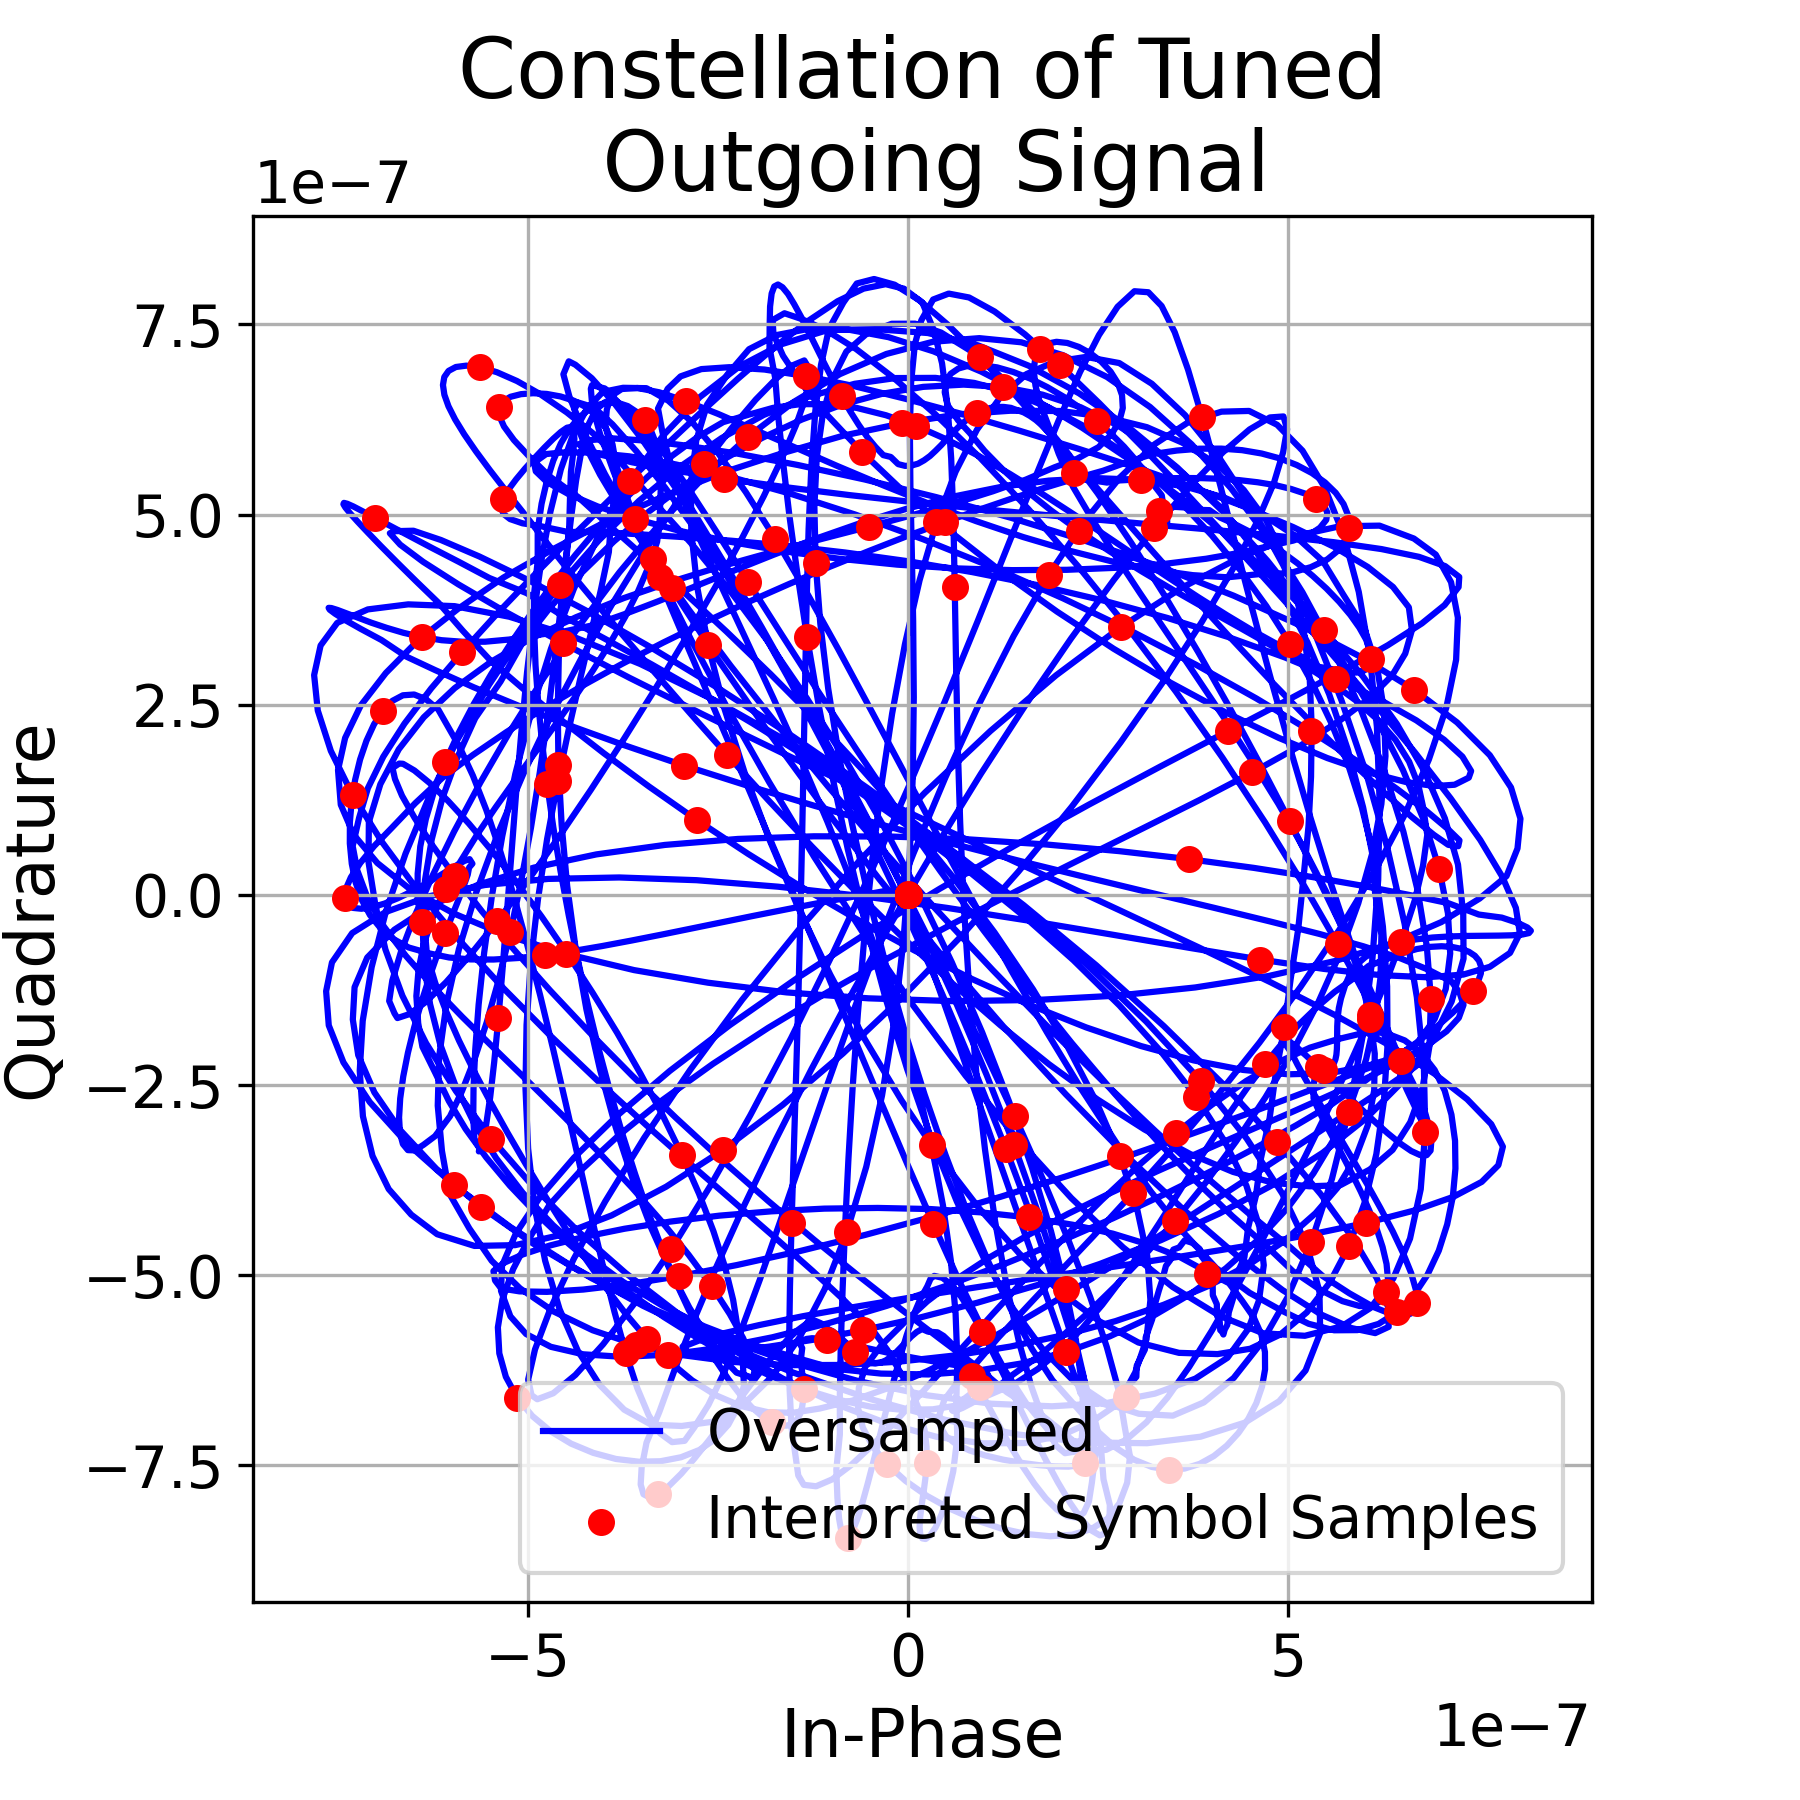 Constellation of Tuned
Outgoing Signal
1e−7
7.5
5.0
2.5
0.0
−2.5
−5.0
−7.5
Quadrature
Oversampled
Interpreted Symbol Samples
−5 0 5
In-Phase
1e−7